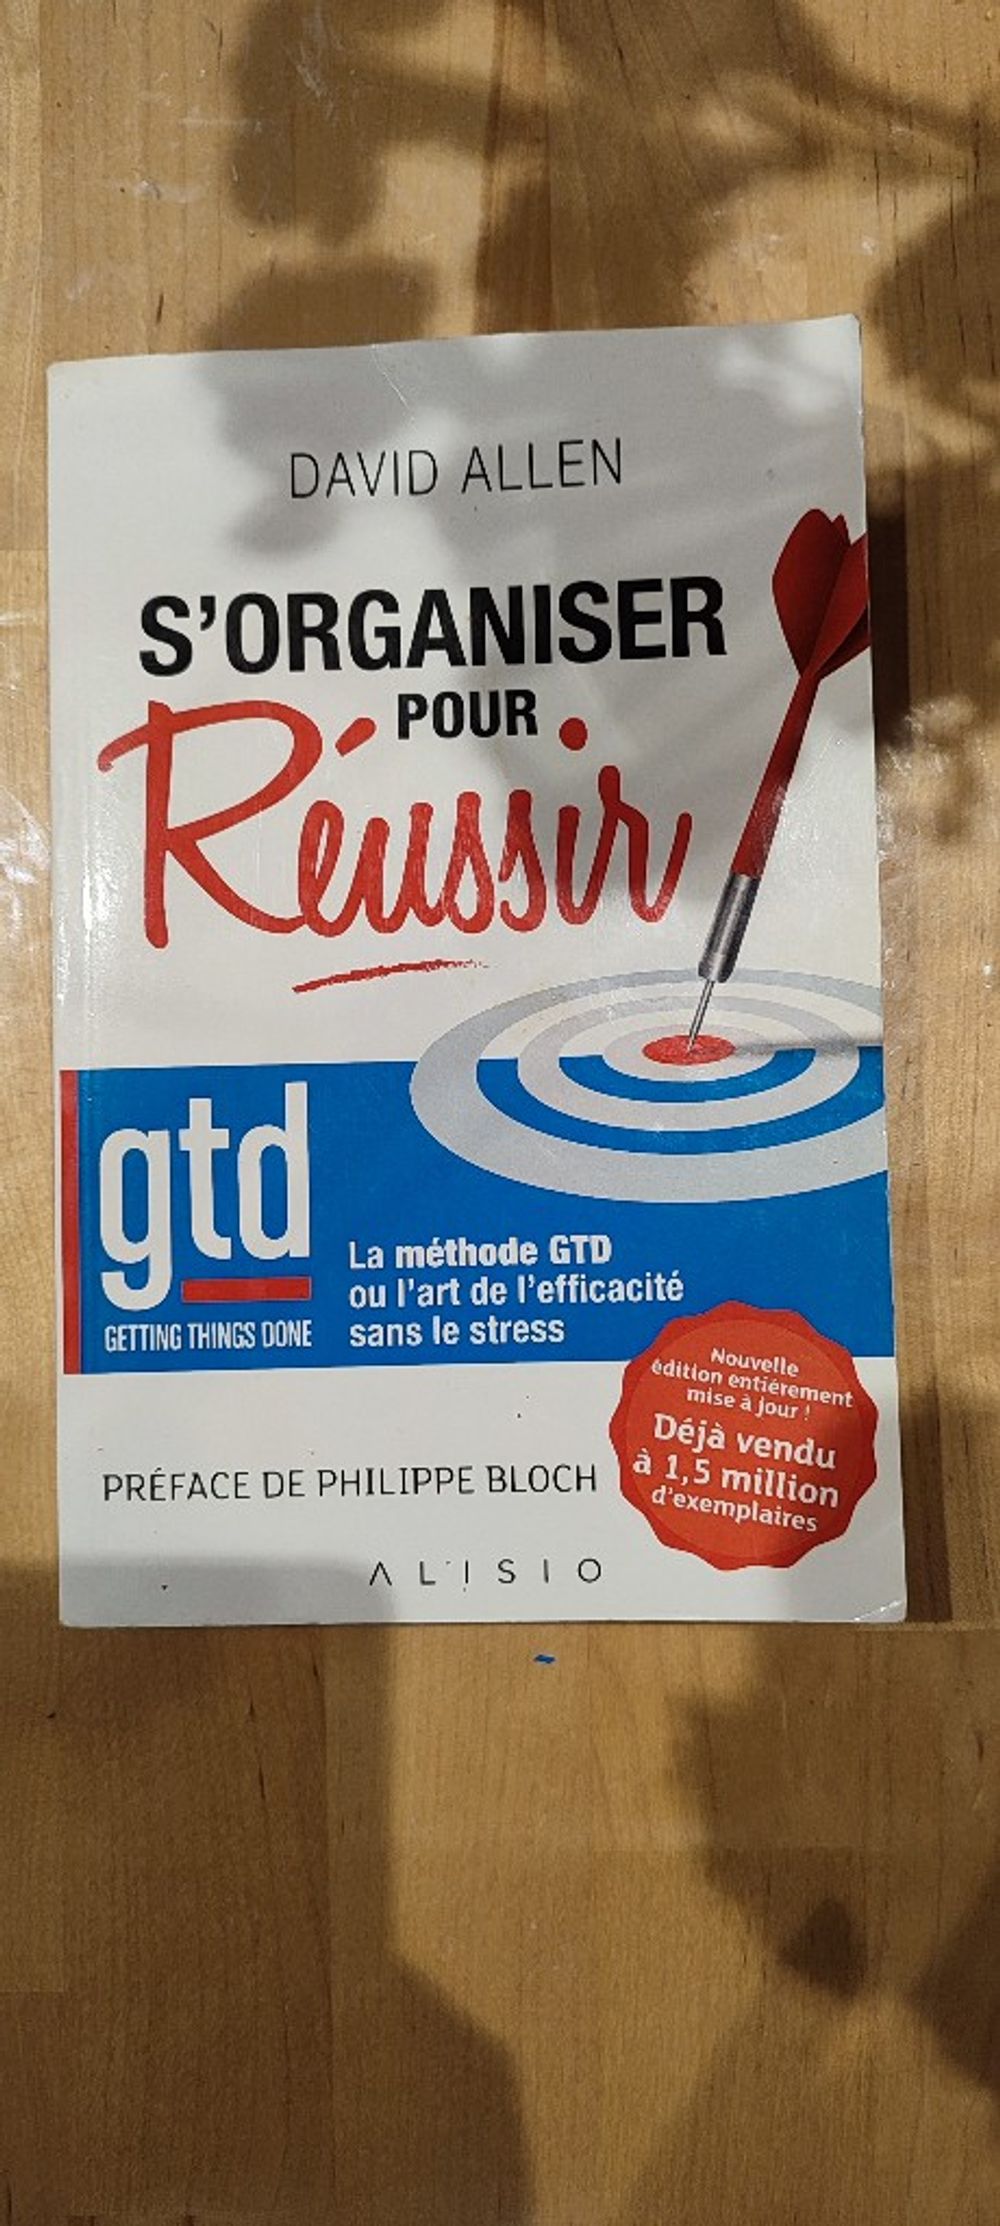 DAVID ALLEN
S'ORGANISER
POUR
Réussir
gtd
GETTING THINGS DONE
La méthode GTD
ou l'art de l'efficacité
sans le stress
Nouvelle
édition entiérement
mise à jour !
Déjà vendu
à 1,5 million
d'exemplaires
PRÉFACE DE PHILIPPE BLOCH
ALISIO